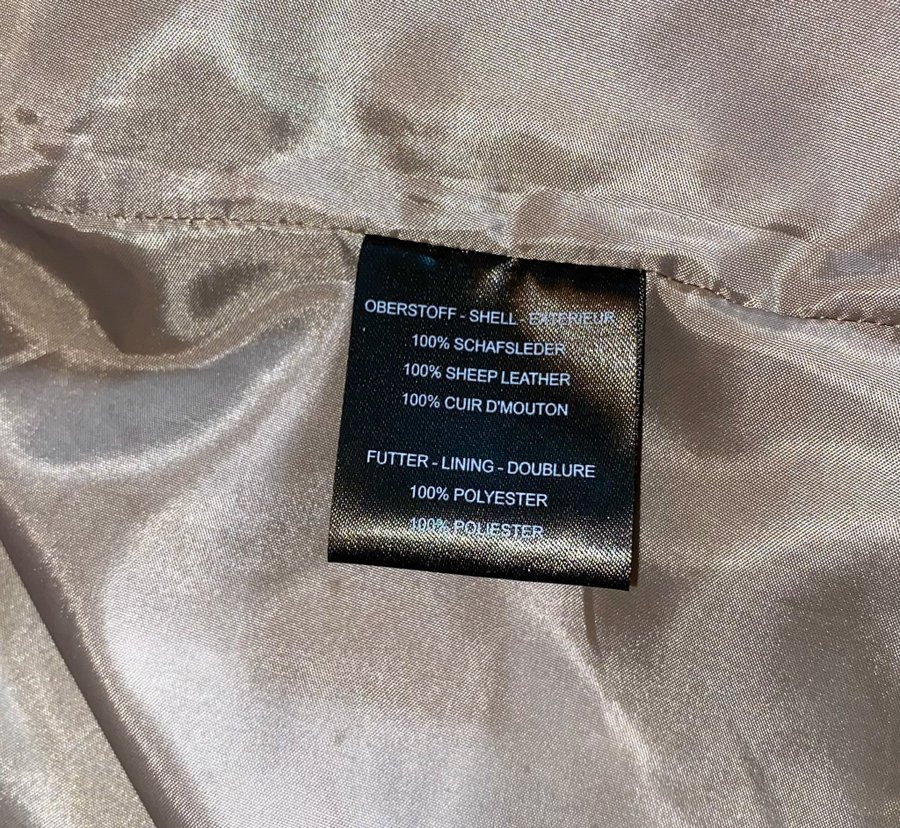 OBERSTOFF - SHELL - EXTERIEUR
100% SCHAFSLEDER
100% SHEEP LEATHER
100% CUIR D'MOUTON
FUTTER - LINING - DOUBLURE
100% POLYESTER
100% POLIESTER